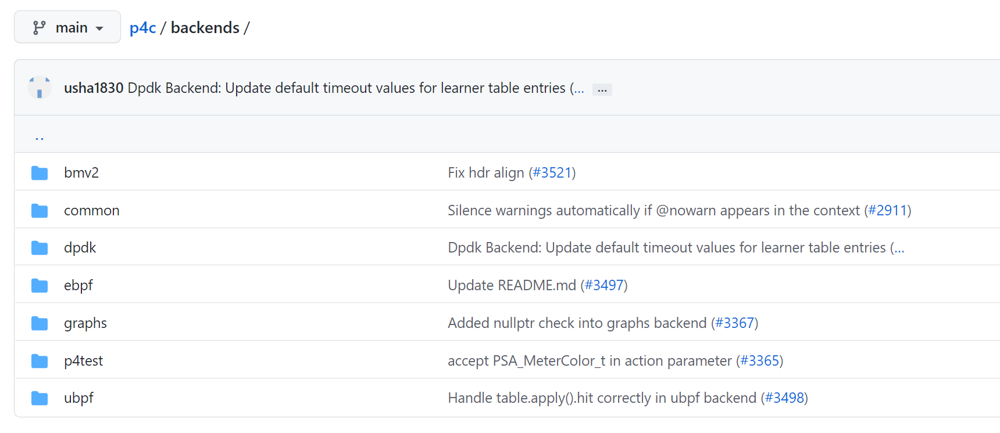 main p4c / backends /
usha1830 Dpdk Backend: Update default timeout values for learner table entries (... ...
..
bmv2 Fix hdr align (#3521)
common Silence warnings automatically if @nowarn appears in the context (#2911)
dpdk Dpdk Backend: Update default timeout values for learner table entries (...
ebpf Update README.md (#3497)
graphs Added nullptr check into graphs backend (#3367)
p4test accept PSA_MeterColor_t in action parameter (#3365)
ubpf Handle table.apply().hit correctly in ubpf backend (#3498)